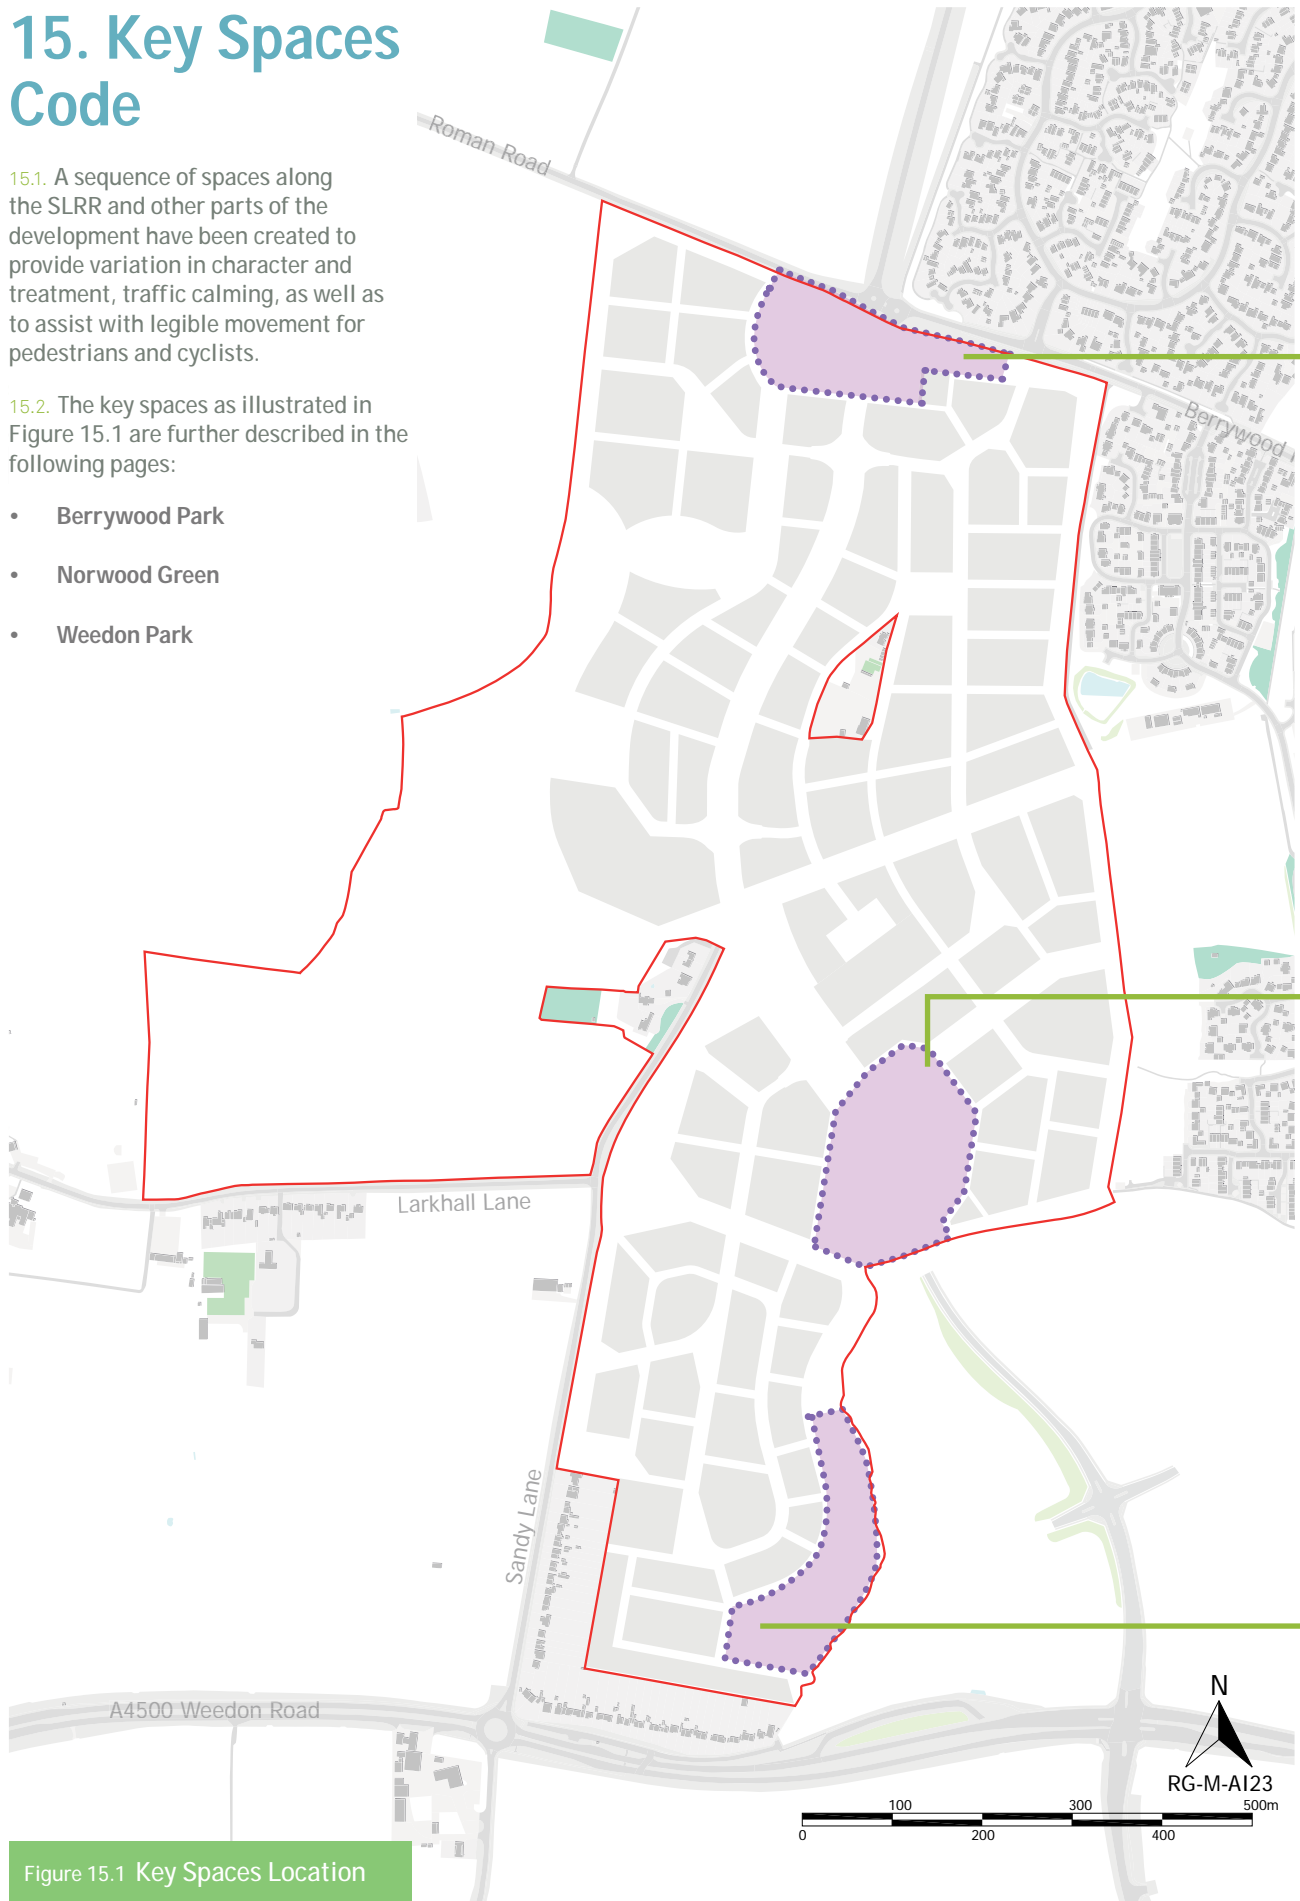 15. Key Spaces
Code
15.1. A sequence of spaces along
the SLRR and other parts of the
development have been created to
provide variation in character and
treatment, traffic calming, as well as
to assist with legible movement for
pedestrians and cyclists.
15.2. The key spaces as illustrated in
Figure 15.1 are further described in the
following pages:
• Berrywood Park
• Norwood Green
• Weedon Park
Roman Road
Berrywood
Larkhall Lane
Sandy Lane
A4500 Weedon Road
N
RG-M-AI23
100 300 500m
0 200 400
Figure 15.1 Key Spaces Location